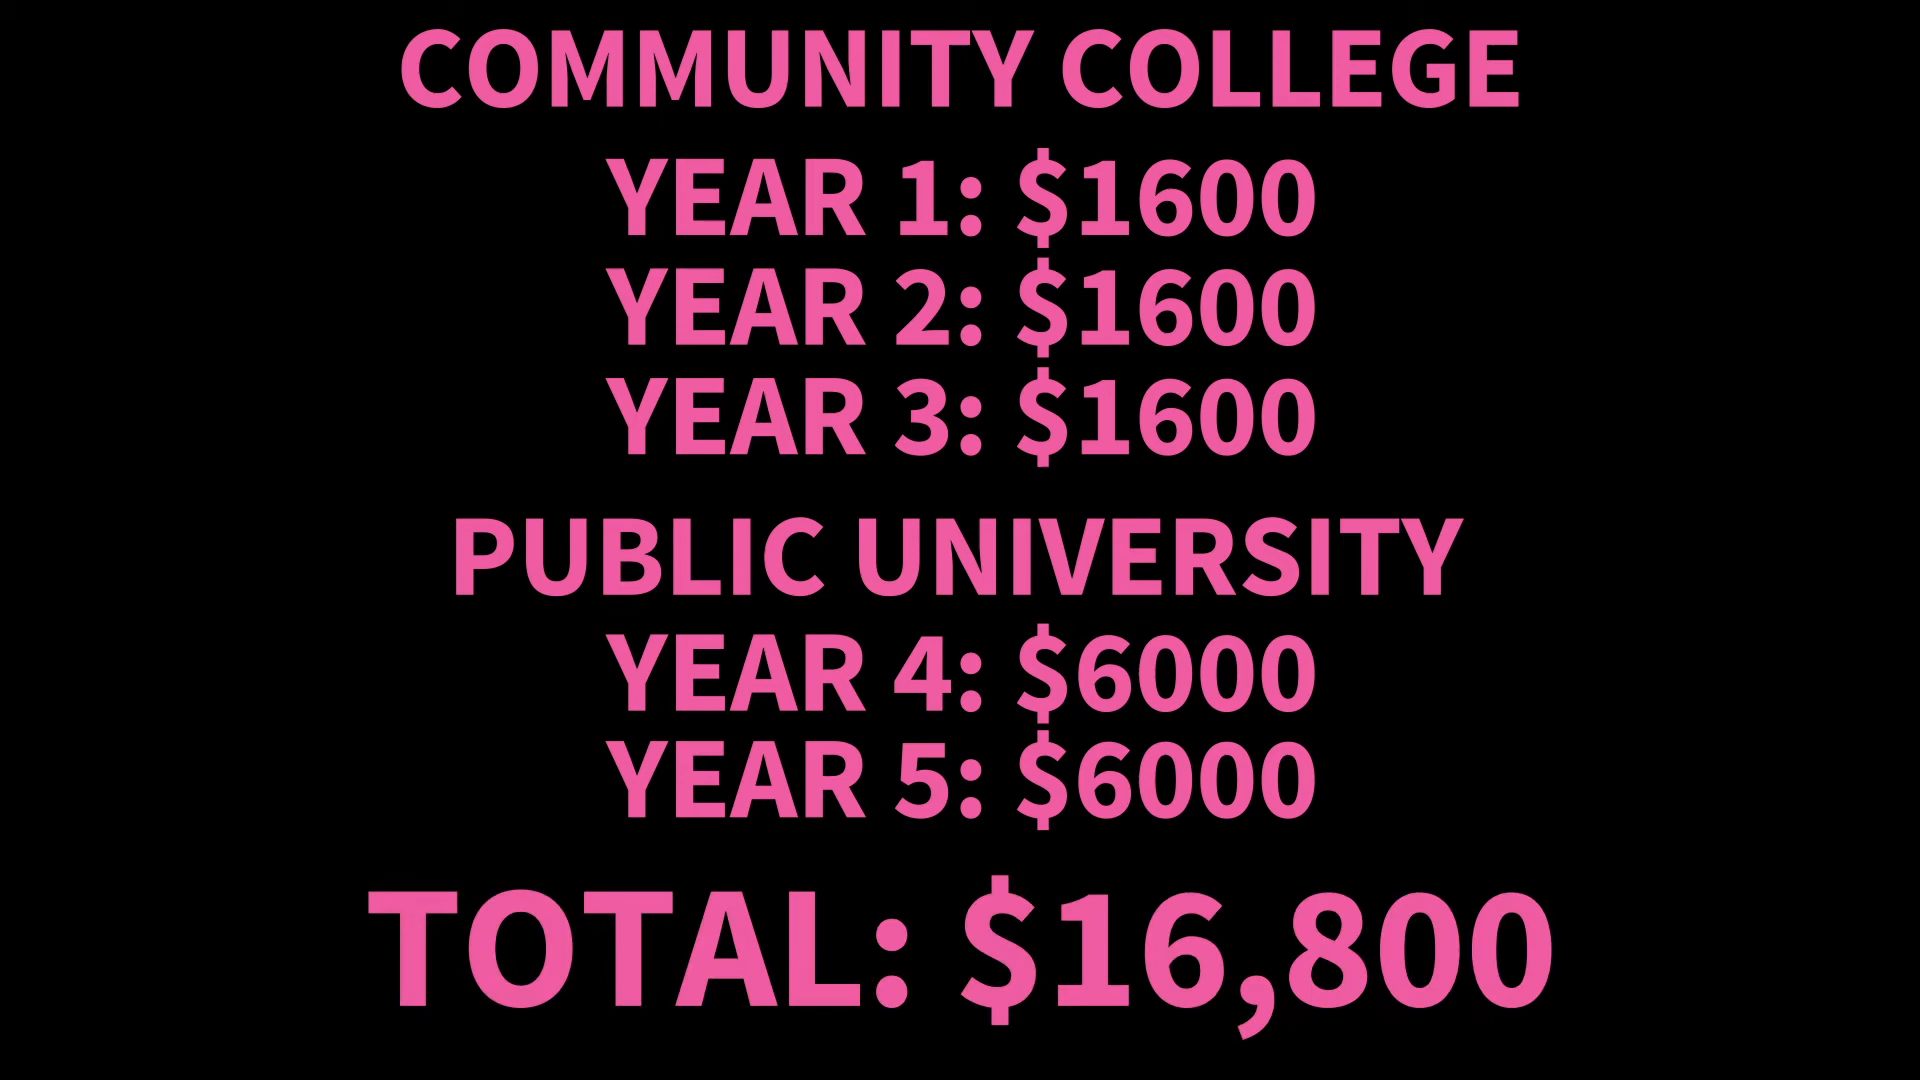 COMMUNITY COLLEGE
YEAR 1: $1600
YEAR 2: $1600
YEAR 3: $1600
PUBLIC UNIVERSITY
YEAR 4: $6000
YEAR 5: $6000
TOTAL: $16,800